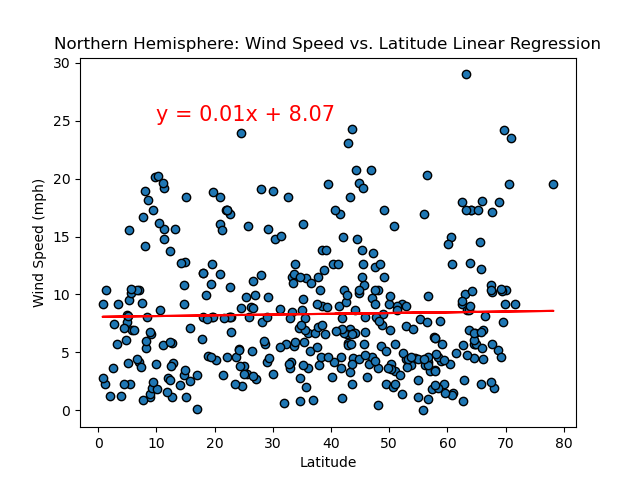 Northern Hemisphere: Wind Speed vs. Latitude Linear Regression
30
25
20
15
10
5
0
Wind Speed (mph)
y = 0.01x + 8.07
0 10 20 30 40 50 60 70 80
Latitude